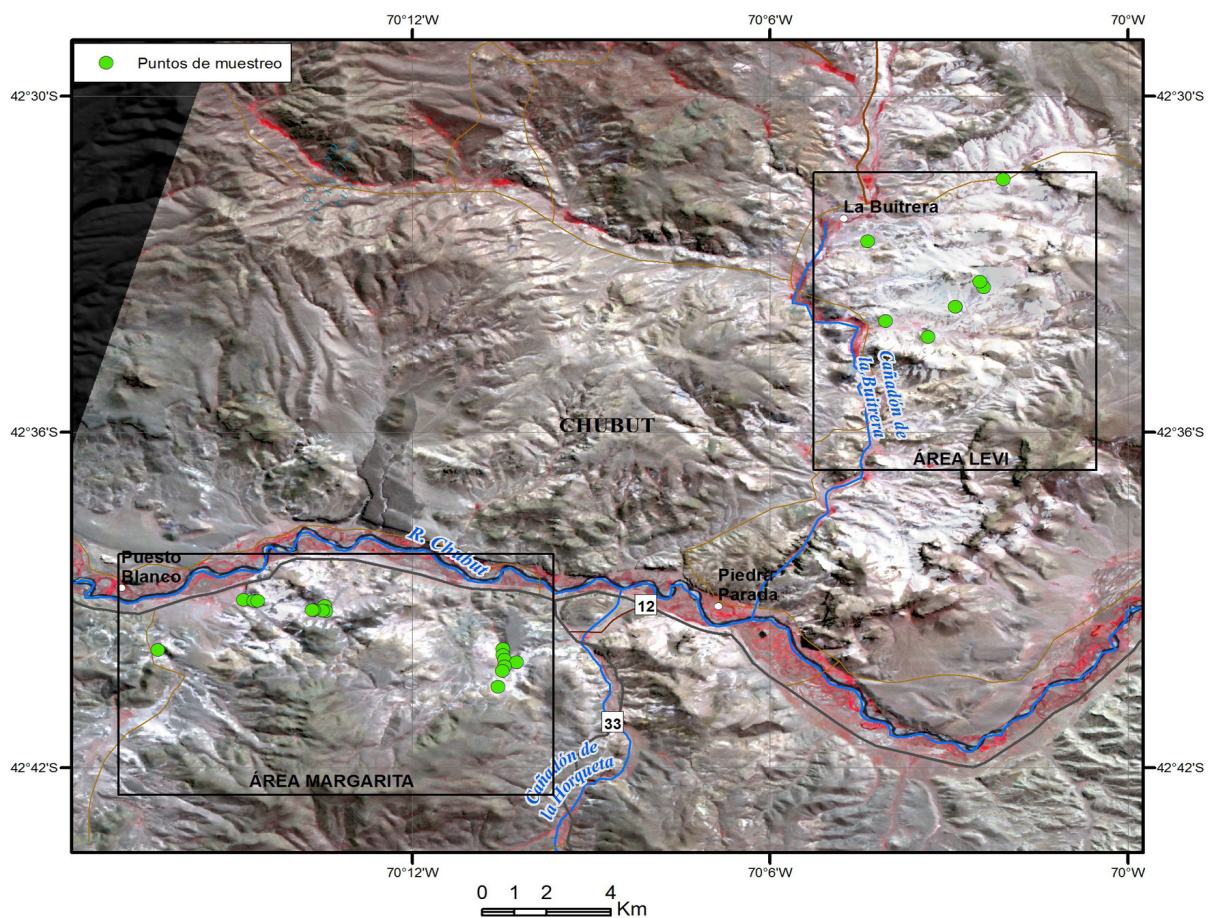 70°12'W
70°6'W
70°W
Puntos de muestreo
42°30'S
42°30'S
La Buitrera
Cañadón de
la Buitrera
CHUBUT
42°36'S
42°36'S
ÁREA LEVI
R. Chubut
Puesto
Blanco
Piedra
Parada
12
33
Cañadón de
la Horqueta
42°42'S
42°42'S
ÁREA MARGARITA
70°12'W
70°6'W
70°W
0 1 2 4
Km